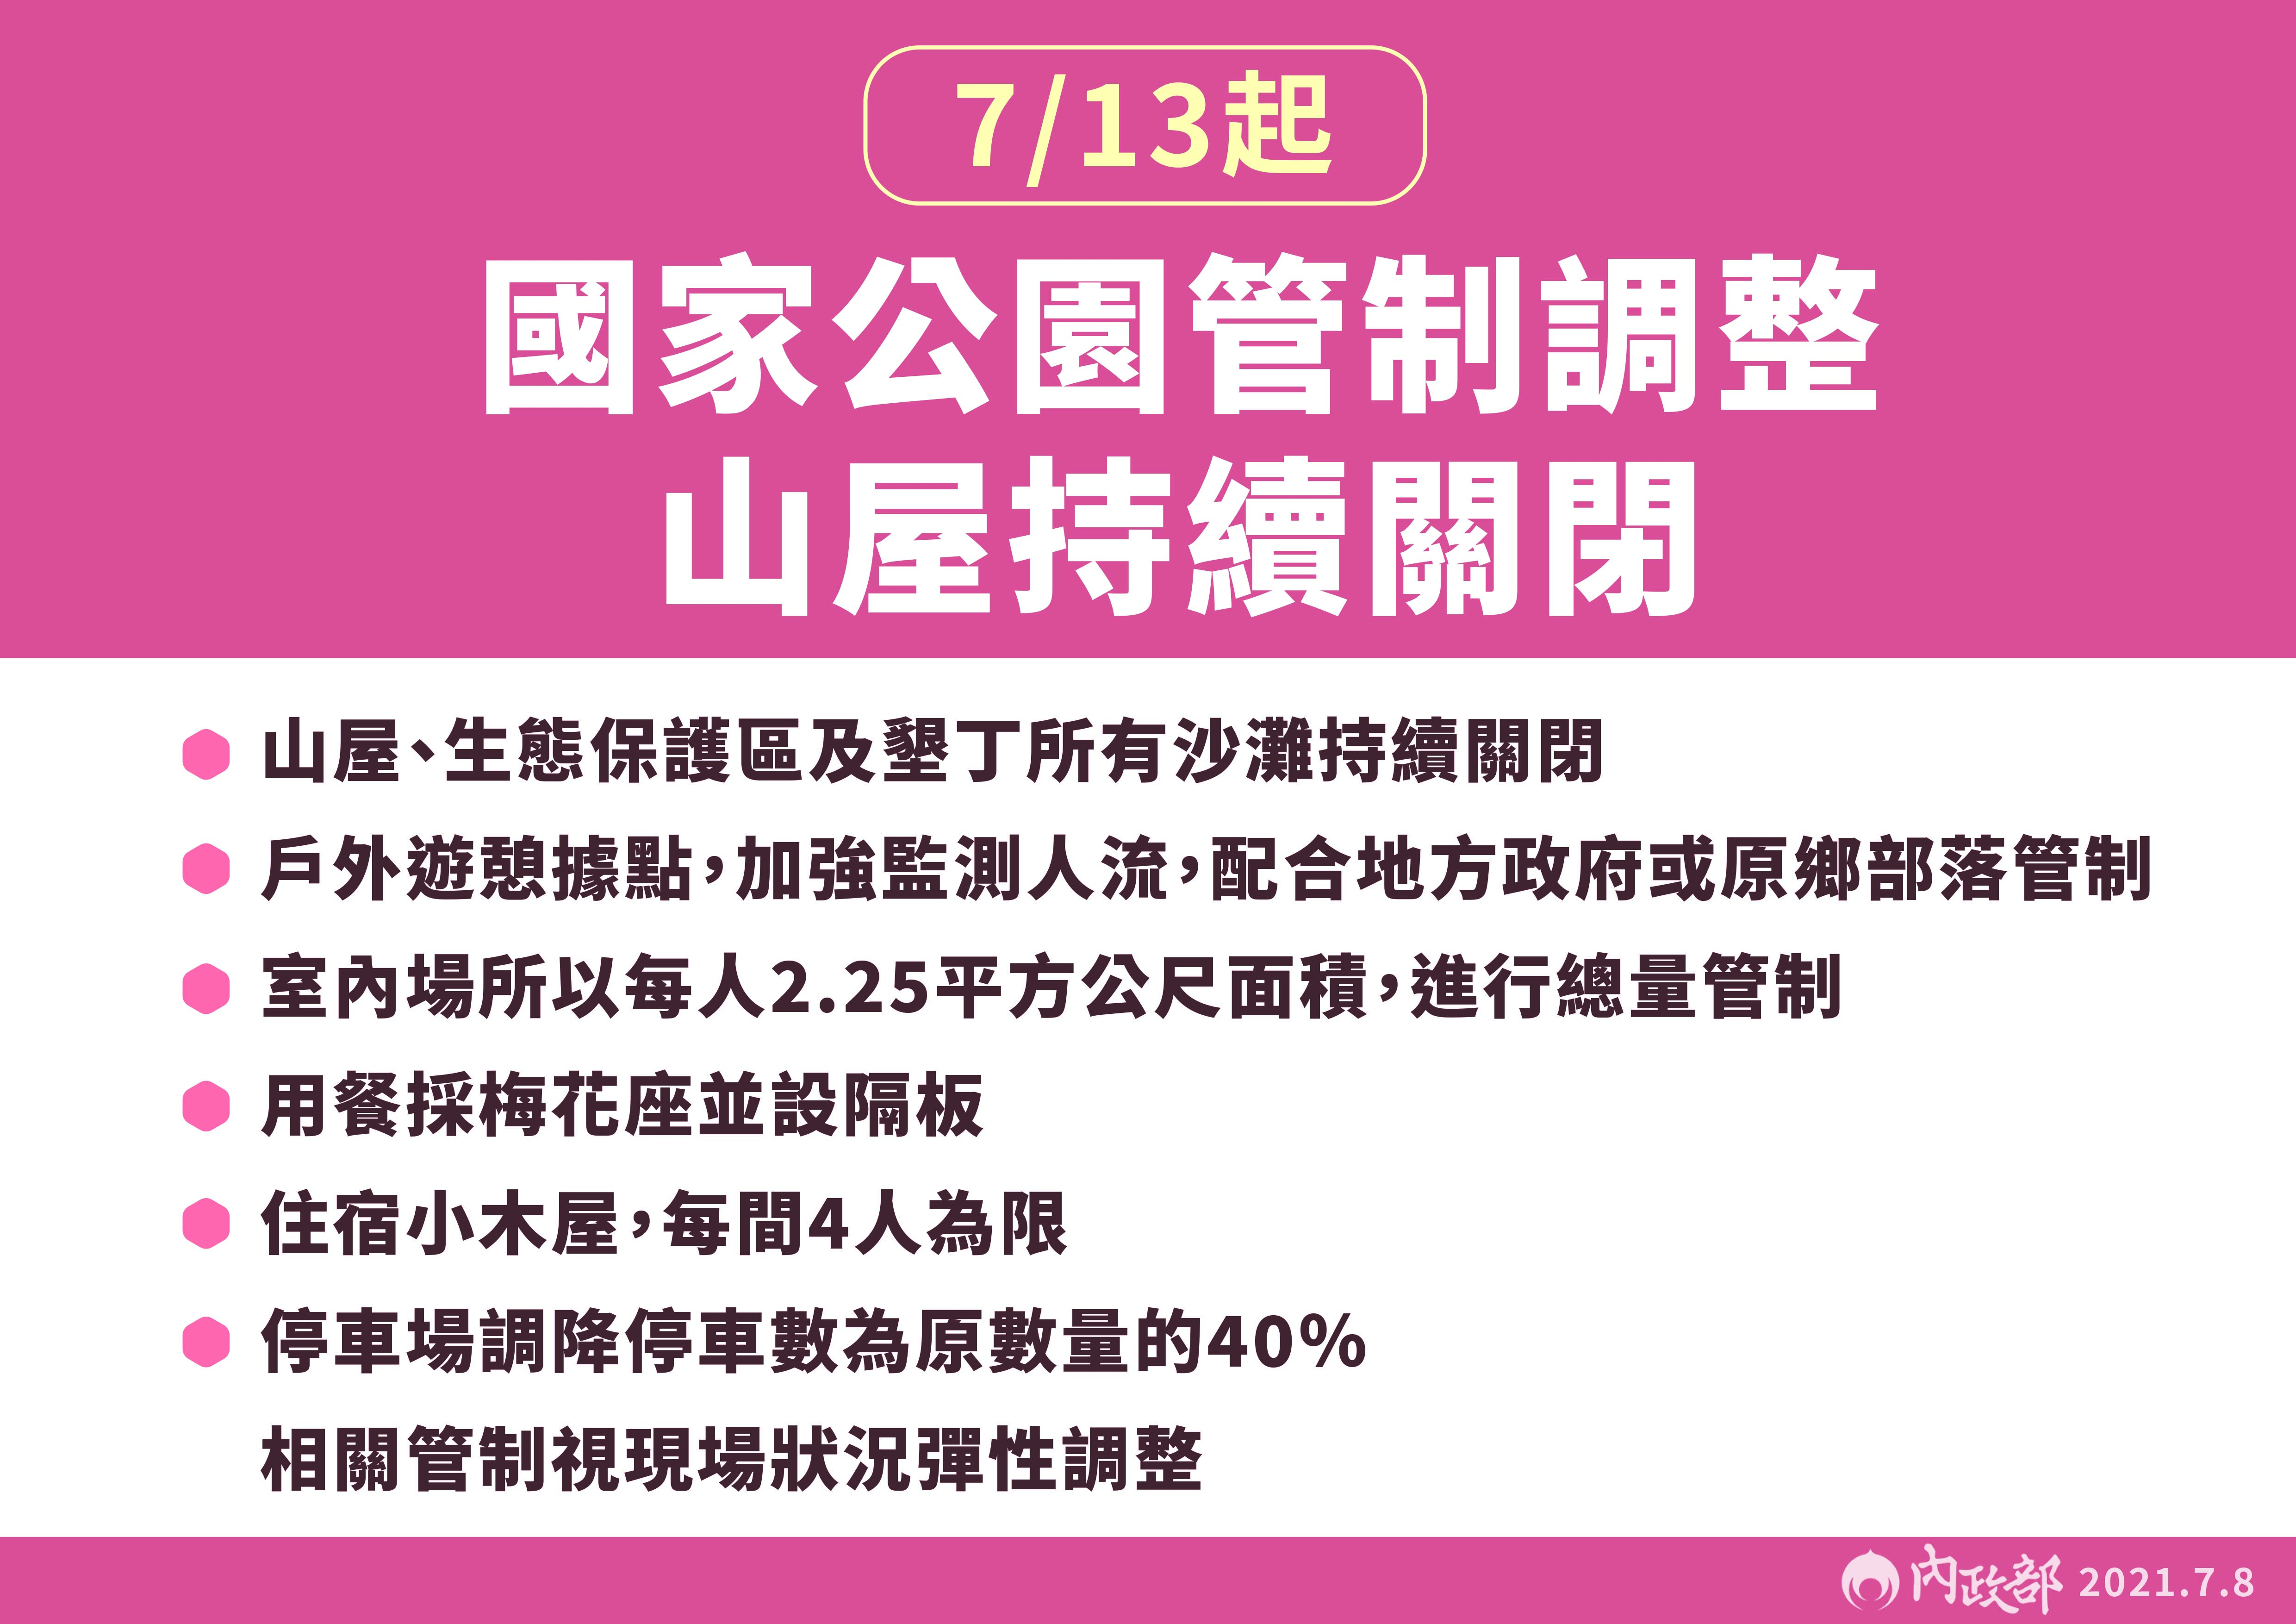 7/13起
國家公園管制調整
山屋持續關閉
山屋、生態保護區及墾丁所有沙灘持續關閉
戶外遊憩據點，加強監測人流，配合地方政府或原鄉部落管制
室內場所以每人2.25平方公尺面積，進行總量管制
用餐採梅花座並設隔板
住宿小木屋，每間4人為限
停車場調降停車數為原數量的40%
相關管制視現場狀況彈性調整
內政部 2021.7.8